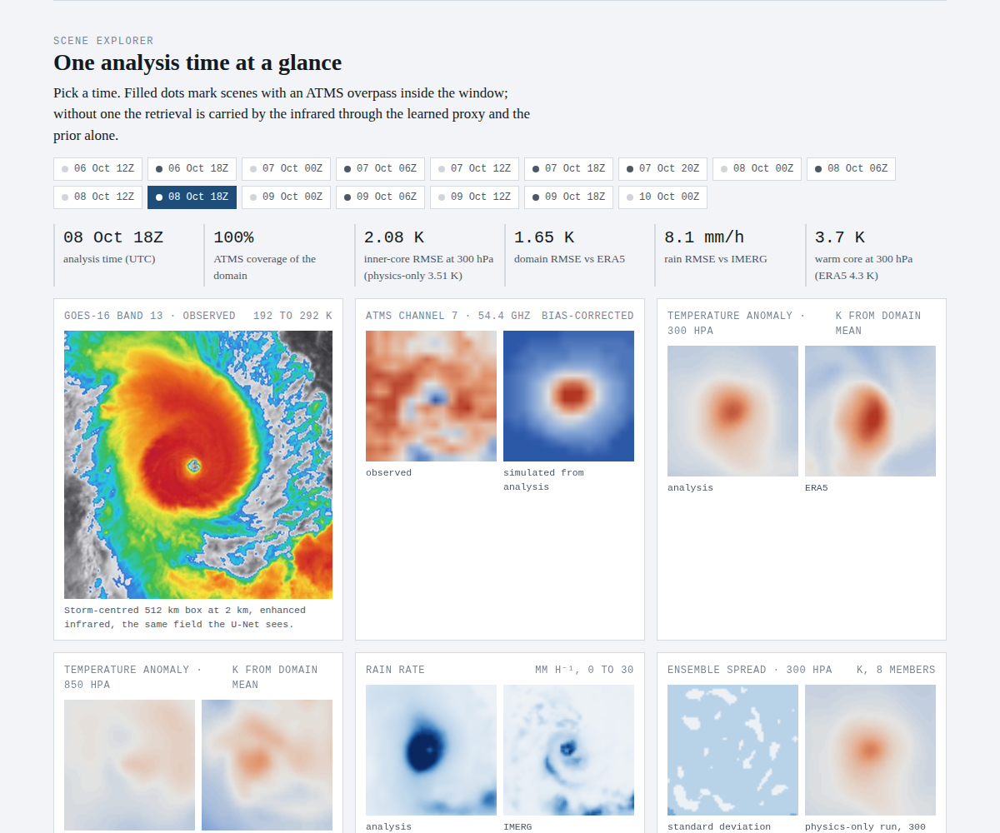 SCENE EXPLORER
One analysis time at a glance
Pick a time. Filled dots mark scenes with an ATMS overpass inside the window;
without one the retrieval is carried by the infrared through the learned proxy and the
prior alone.
06 Oct 12Z
06 Oct 18Z
07 Oct 00Z
07 Oct 06Z
07 Oct 12Z
07 Oct 18Z
07 Oct 20Z
08 Oct 00Z
08 Oct 06Z
08 Oct 12Z
08 Oct 18Z
09 Oct 00Z
09 Oct 06Z
09 Oct 12Z
09 Oct 18Z
10 Oct 00Z
08 Oct 18Z
analysis time (UTC)
100%
ATMS coverage of the
domain
2.08 K
inner-core RMSE at 300 hPa
(physics-only 3.51 K)
1.65 K
domain RMSE vs ERA5
8.1 mm/h
rain RMSE vs IMERG
3.7 K
warm core at 300 hPa
(ERA5 4.3 K)
GOES-16 BAND 13 · OBSERVED
192 TO 292 K
Storm-centred 512 km box at 2 km, enhanced
infrared, the same field the U-Net sees.
ATMS CHANNEL 7 · 54.4 GHZ
BIAS-CORRECTED
observed
simulated from
analysis
TEMPERATURE ANOMALY ·
300 HPA
K FROM DOMAIN
MEAN
analysis
ERA5
TEMPERATURE ANOMALY ·
850 HPA
K FROM DOMAIN
MEAN
RAIN RATE
MM H⁻¹, 0 TO 30
analysis
IMERG
ENSEMBLE SPREAD · 300 HPA
K, 8 MEMBERS
standard deviation
physics-only run, 300